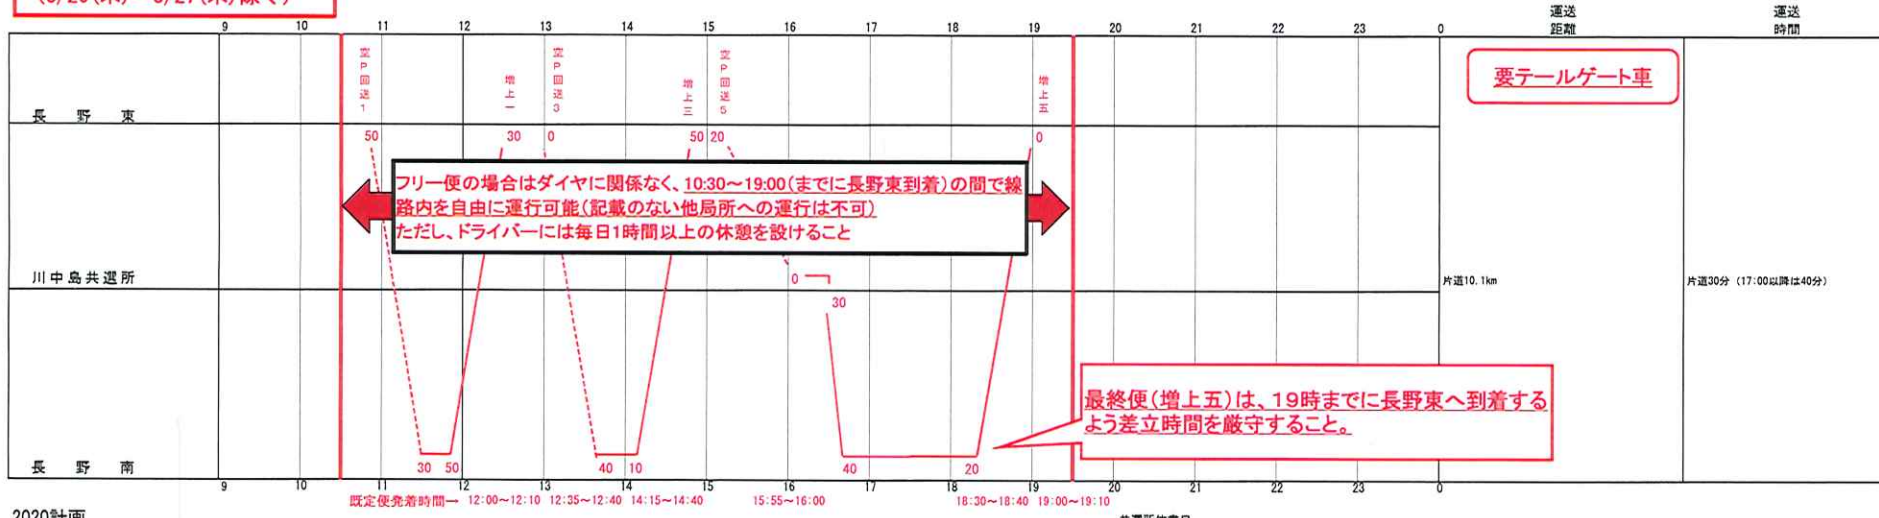 9 10 11 12 13 14 15 16 17 18 19 20 21 22 23 0
運送
距離
運送
時間
空P回送1
増上一
空P回送3
増上三
空P回送5
増上五
要テールゲート車
長 野 東
50 30 0 50 20 0
フリー便の場合はダイヤに関係なく、10:30～19:00(までに長野東到着)の間で線
路内を自由に運行可能(記載のない他局所への運行は不可)
ただし、ドライバーには毎日1時間以上の休憩を設けること
川中島共選所
0
30
片道10.1km
片道30分 (17:00以降は40分)
最終便(増上五)は、19時までに長野東へ到着する
よう差立時間を厳守すること。
長 野 南
30 50 40 10 40 20
9 10 11 12 13 14 15 16 17 18 19 20 21 22 23 0
既定便発着時間→ 12:00～12:10 12:35～12:40 14:15～14:40 15:55～16:00 18:30～18:40 19:00～19:10
2020計画